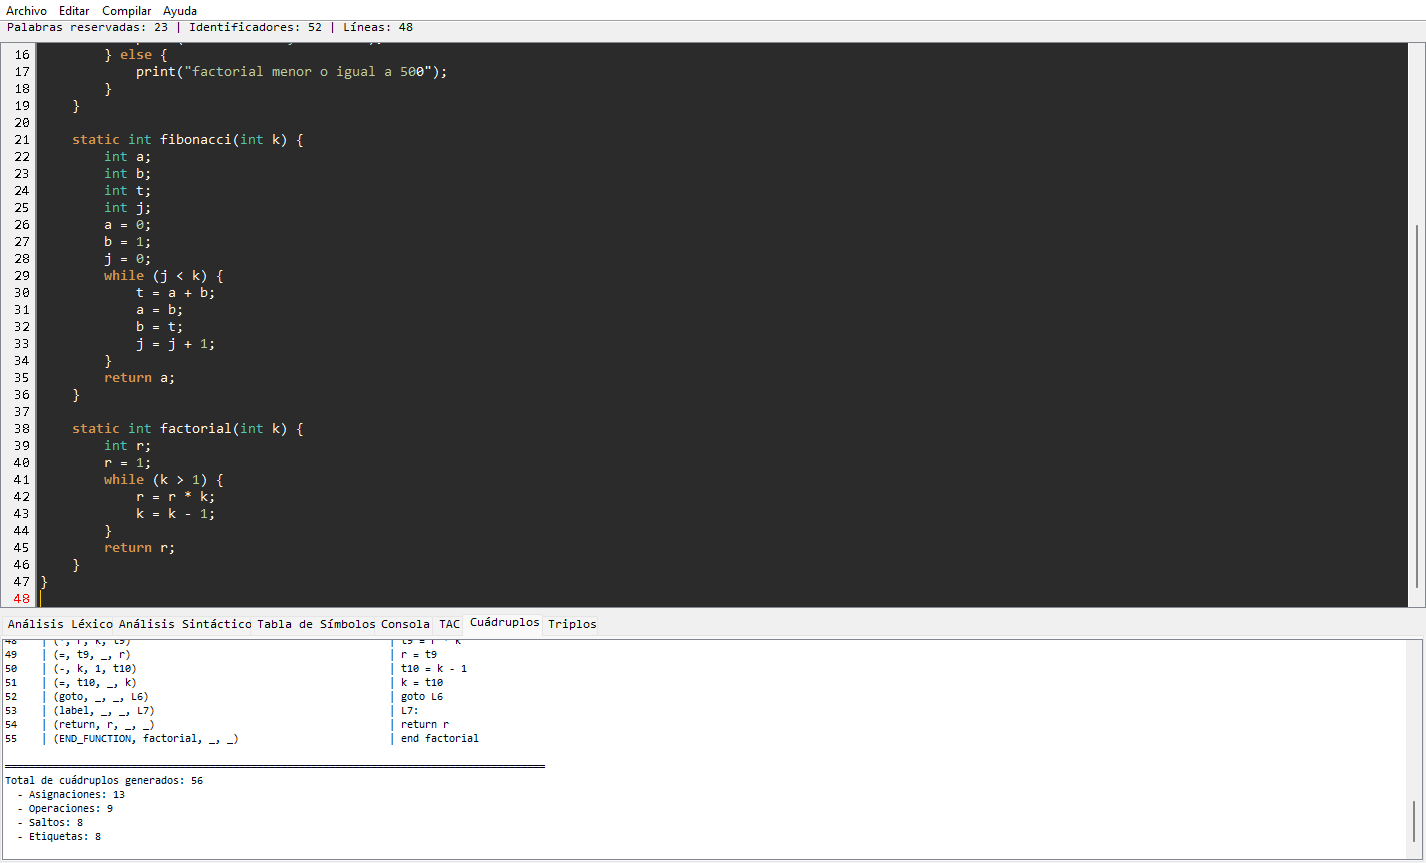 Archivo Editar Compilar Ayuda
Palabras reservadas: 23 | Identificadores: 52 | Líneas: 48
16         } else {
17             print("factorial menor o igual a 500");
18         }
19     }
20
21     static int fibonacci(int k) {
22         int a;
23         int b;
24         int t;
25         int j;
26         a = 0;
27         b = 1;
28         j = 0;
29         while (j < k) {
30             t = a + b;
31             a = b;
32             b = t;
33             j = j + 1;
34         }
35         return a;
36     }
37
38     static int factorial(int k) {
39         int r;
40         r = 1;
41         while (k > 1) {
42             r = r * k;
43             k = k - 1;
44         }
45         return r;
46     }
47 }
48
Análisis Léxico Análisis Sintáctico Tabla de Símbolos Consola TAC Cuádruplos Triplos
48 | (*, r, k, t9) | t9 = r * k
49 | (=, t9, _, r) | r = t9
50 | (-, k, 1, t10) | t10 = k - 1
51 | (=, t10, _, k) | k = t10
52 | (goto, _, _, L6) | goto L6
53 | (label, _, _, L7) | L7:
54 | (return, r, _, _) | return r
55 | (END_FUNCTION, factorial, _, _) | end factorial
Total de cuádruplos generados: 56
- Asignaciones: 13
- Operaciones: 9
- Saltos: 8
- Etiquetas: 8